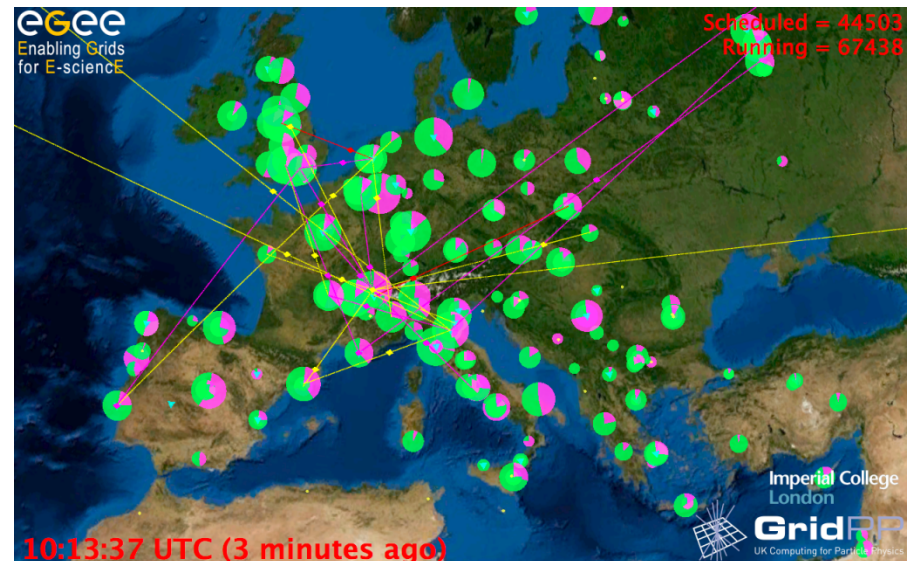 eGee
Enabling Grids
for E-sciencE
Scheduled = 44503
Running = 67438
Imperial College
London
GridPP
UK Computing for Particle Physics
10:13:37 UTC (3 minutes ago)